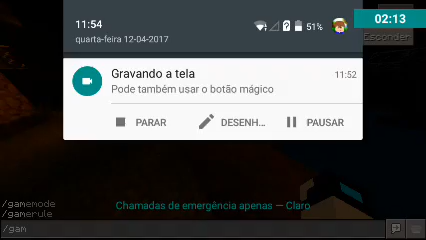 11:54
51%
02:13
quarta-feira 12-04-2017
Esconder
Gravando a tela
11:52
Pode também usar o botão mágico
PARAR
DESENH...
PAUSAR
/gamemode
/gamerule
Chamadas de emergência apenas — Claro
/gam